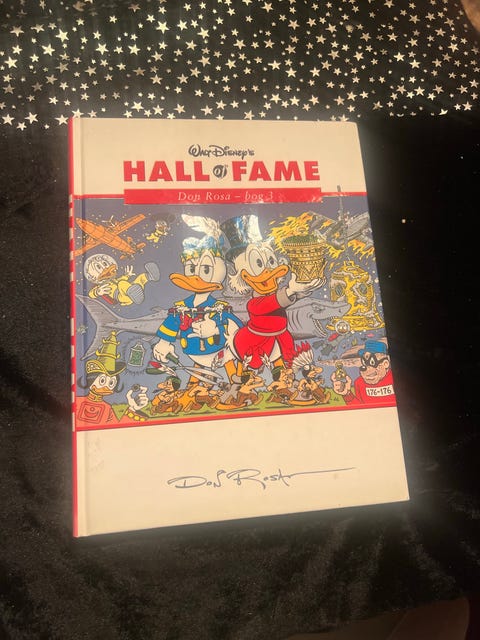 Walt Disney's
HALL of FAME
Don Rosa – bog 3
176-176
Don Rosa